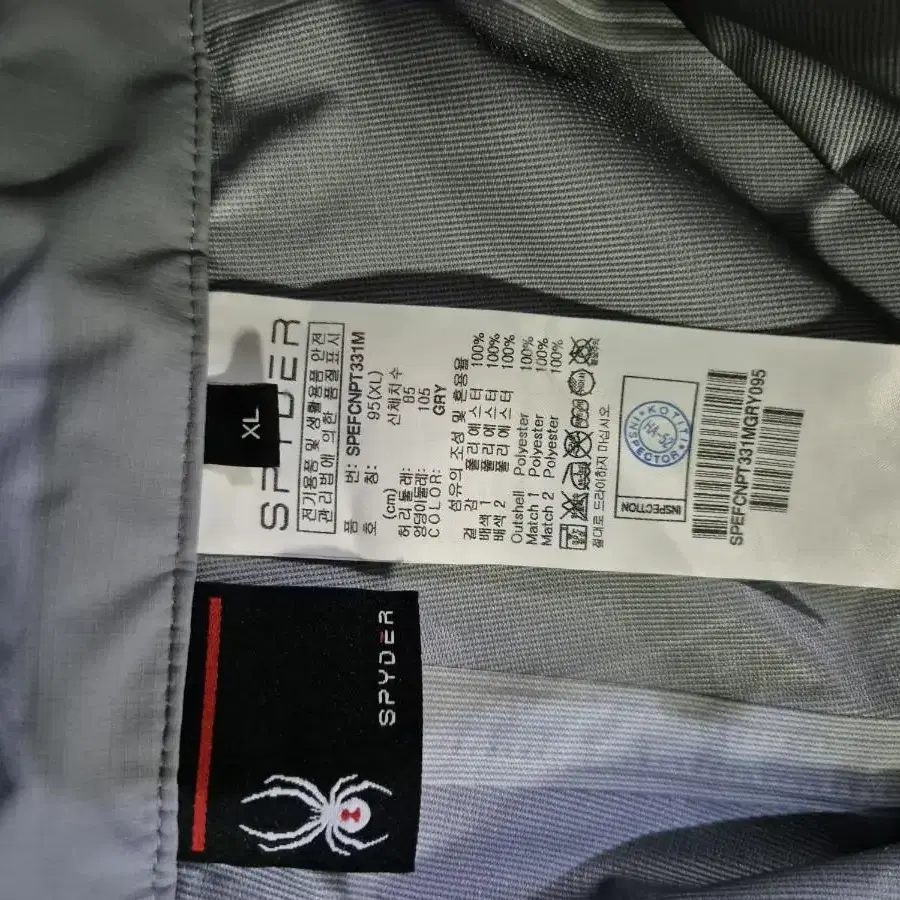 XL
SPYDER
전기용품 및 생활용품 안전
관리법에 의한 품질표시
품 번: SPEFCNPT331M
호 칭: 95(XL)
(cm) 신체치수
허리둘레: 85
엉덩이둘레: 105
COLOR: GRY
섬유의 조성 및 혼용율
겉 감 폴리에스터 100%
배색 1 폴리에스터 100%
배색 2 폴리에스터 100%
Outshell Polyester 100%
Match 1 Polyester 100%
Match 2 Polyester 100%
절대로 드라이하지 마십시오.
INSPECTION
KOTITI
HA-50
INSPECTOR
SPEFCNPT331MGRY095
SPYDER